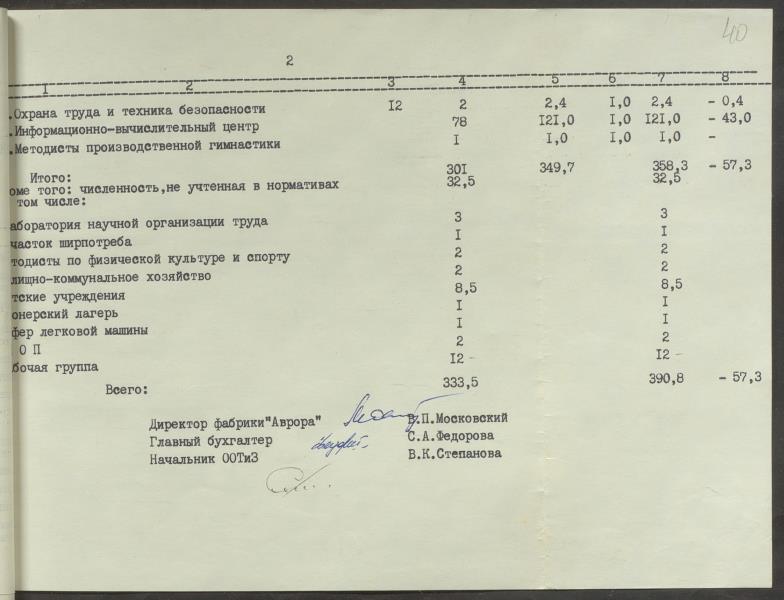 40
2
1 2 3 4 5 6 7 8
.Охрана труда и техника безопасности I2 2 2,4 I,0 2,4 - 0,4
.Информационно-вычислительный центр 78 I2I,0 I,0 I2I,0 - 43,0
.Методисты производственной гимнастики I I,0 I,0 I,0 -
Итого: 30I 349,7 358,3 - 57,3
оме того: численность,не учтенная в нормативах 32,5 32,5
том числе:
аборатория научной организации труда 3 3
часток ширпотреба I I
тодисты по физической культуре и спорту 2 2
лищно-коммунальное хозяйство 2 2
тские учреждения 8,5 8,5
онерский лагерь I I
фер легковой машины I I
О П 2 2
бочая группа I2 - I2 -
Всего: 333,5 390,8 - 57,3
Директор фабрики"Аврора" В.П.Московский
Главный бухгалтер С.А.Федорова
Начальник ООТиЗ В.К.Степанова